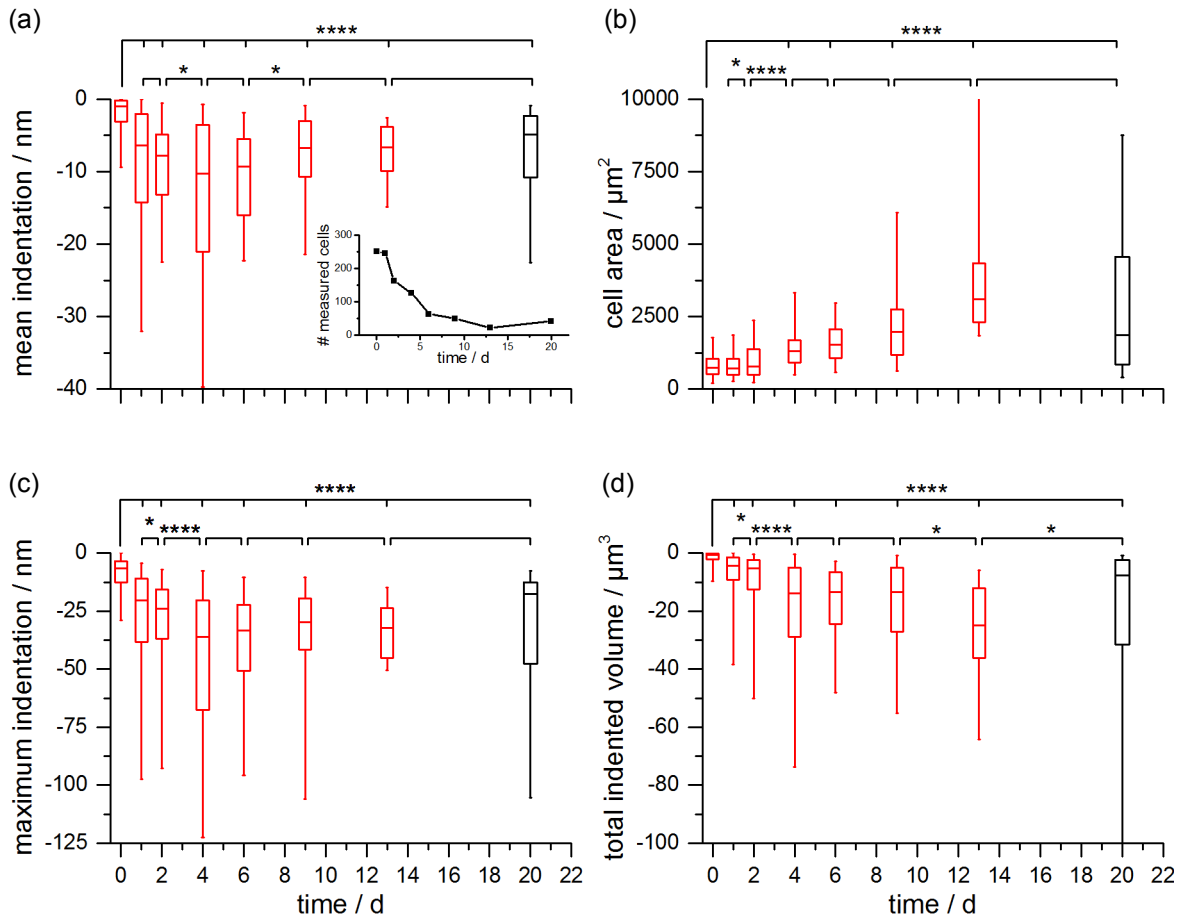 (a)
****
*
*
0
-10
-20
-30
-40
mean indentation / nm
300
250
200
150
100
50
0
# measured cells
0 5 10 15 20
time / d
(b)
****
*
****
10000
7500
5000
2500
0
cell area / µm²
(c)
****
*
****
0
-25
-50
-75
-100
-125
maximum indentation / nm
0 2 4 6 8 10 12 14 16 18 20 22
time / d
(d)
****
*
****
*
*
0
-20
-40
-60
-80
-100
total indented volume / µm³
0 2 4 6 8 10 12 14 16 18 20 22
time / d